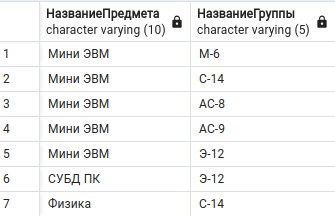 НазваниеПредмета НазваниеГруппы
character varying (10) character varying (5)
1 Мини ЭВМ М-6
2 Мини ЭВМ С-14
3 Мини ЭВМ АС-8
4 Мини ЭВМ АС-9
5 Мини ЭВМ Э-12
6 СУБД ПК Э-12
7 Физика С-14